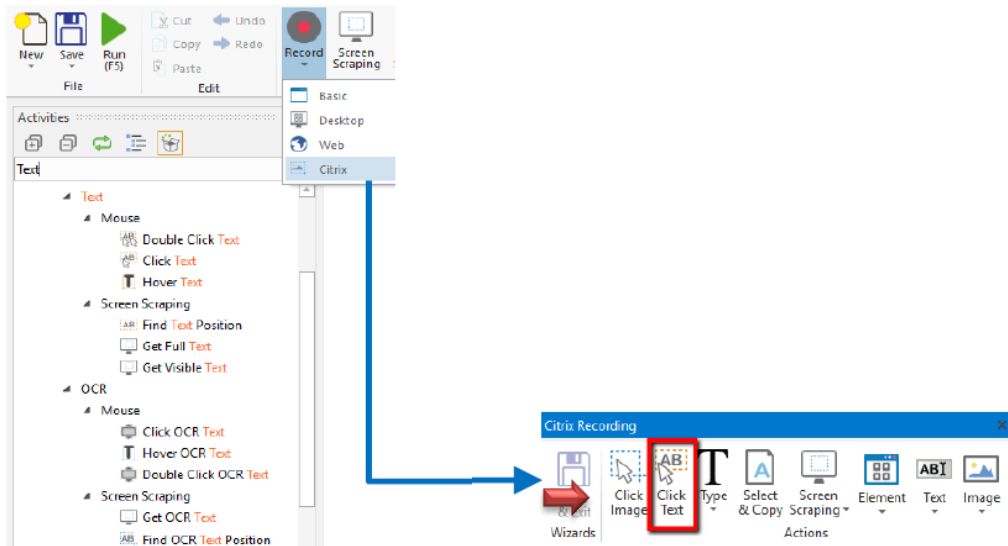 New
Save
Run
(F5)
File
Cut
Undo
Copy
Redo
Paste
Edit
Record
Screen
Scraping
Basic
Desktop
Web
Citrix
Activities
Text
Text
Mouse
Double Click Text
Click Text
Hover Text
Screen Scraping
AB Find Text Position
Get Full Text
Get Visible Text
OCR
Mouse
Click OCR Text
Hover OCR Text
Double Click OCR Text
Screen Scraping
Get OCR Text
AB Find OCR Text Position
Citrix Recording
& Exit
Wizards
Click
Image
AB
Click
Text
Type
A
Select
& Copy
Screen
Scraping
Element
ABI
Text
Image
Actions